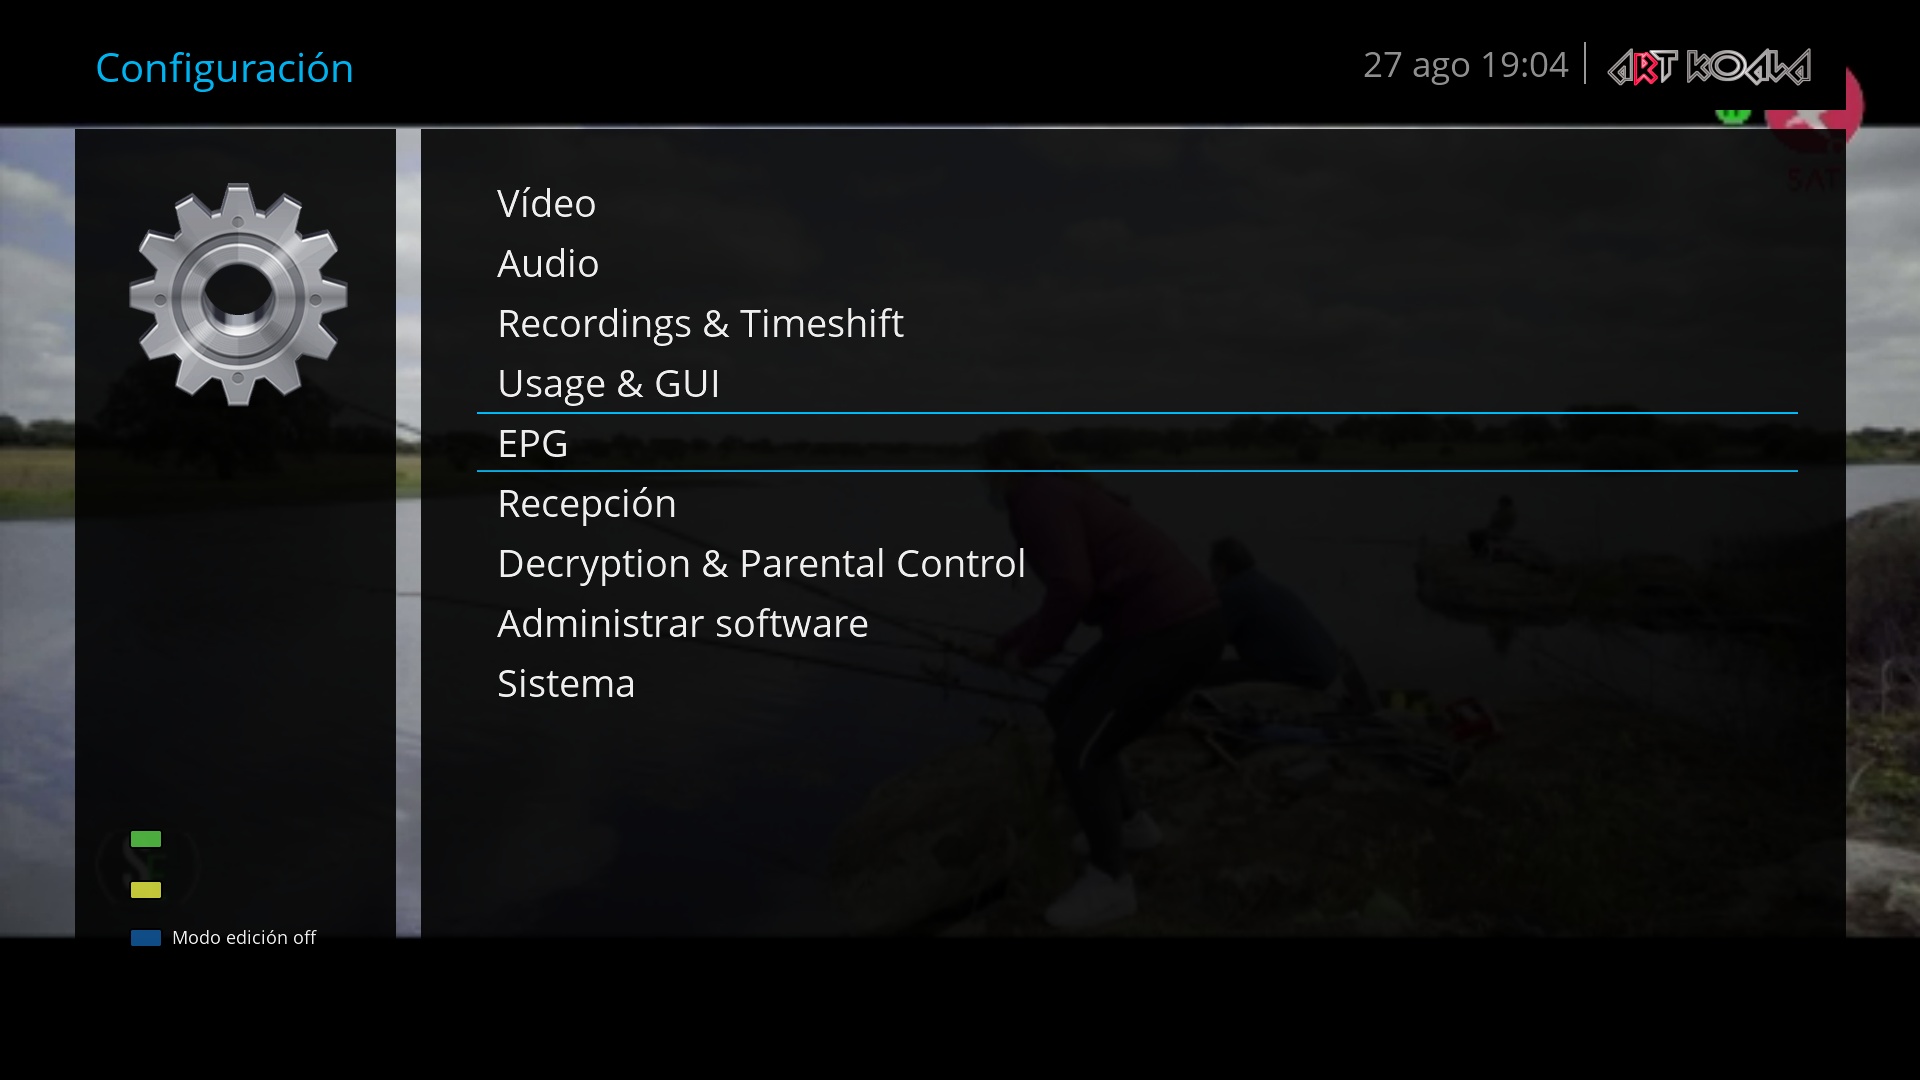 Configuración
27 ago 19:04
ART KOALA
Vídeo
Audio
Recordings & Timeshift
Usage & GUI
EPG
Recepción
Decryption & Parental Control
Administrar software
Sistema
Modo edición off
SAT